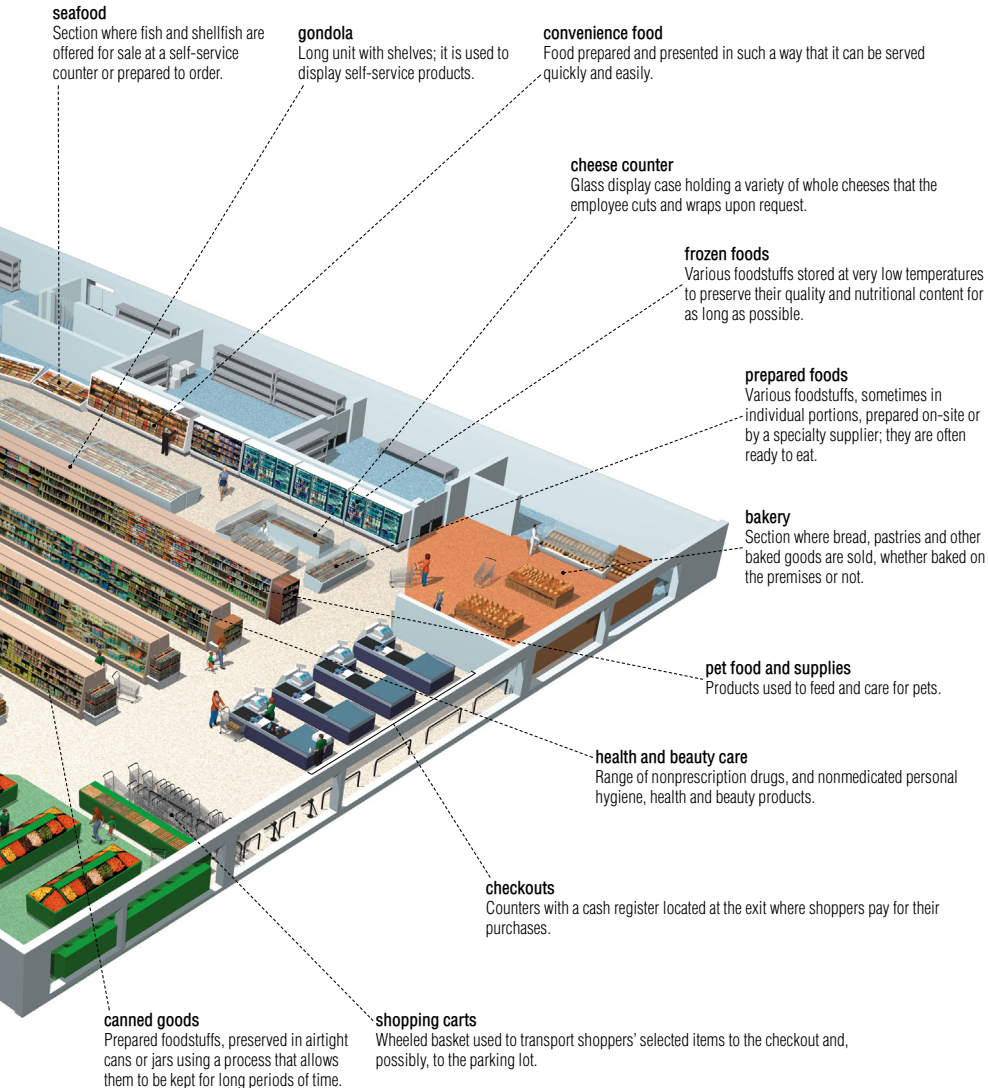 seafood
Section where fish and shellfish are
offered for sale at a self-service
counter or prepared to order.
gondola
Long unit with shelves; it is used to
display self-service products.
convenience food
Food prepared and presented in such a way that it can be served
quickly and easily.
cheese counter
Glass display case holding a variety of whole cheeses that the
employee cuts and wraps upon request.
frozen foods
Various foodstuffs stored at very low temperatures
to preserve their quality and nutritional content for
as long as possible.
prepared foods
Various foodstuffs, sometimes in
individual portions, prepared on-site or
by a specialty supplier; they are often
ready to eat.
bakery
Section where bread, pastries and other
baked goods are sold, whether baked on
the premises or not.
pet food and supplies
Products used to feed and care for pets.
health and beauty care
Range of nonprescription drugs, and nonmedicated personal
hygiene, health and beauty products.
checkouts
Counters with a cash register located at the exit where shoppers pay for their
purchases.
canned goods
Prepared foodstuffs, preserved in airtight
cans or jars using a process that allows
them to be kept for long periods of time.
shopping carts
Wheeled basket used to transport shoppers' selected items to the checkout and,
possibly, to the parking lot.